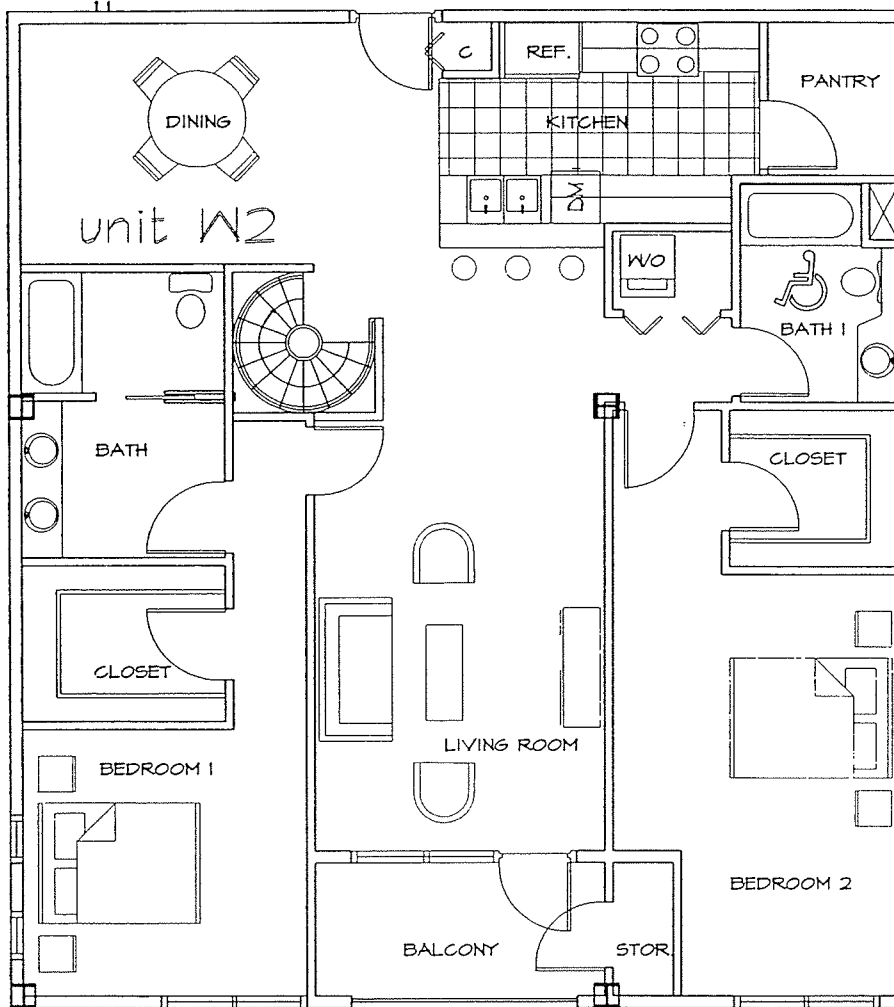 C
REF.
PANTRY
DINING
KITCHEN
DM
unit W2
W/D
BATH 1
BATH
CLOSET
CLOSET
LIVING ROOM
BEDROOM 1
BEDROOM 2
BALCONY
STOR.